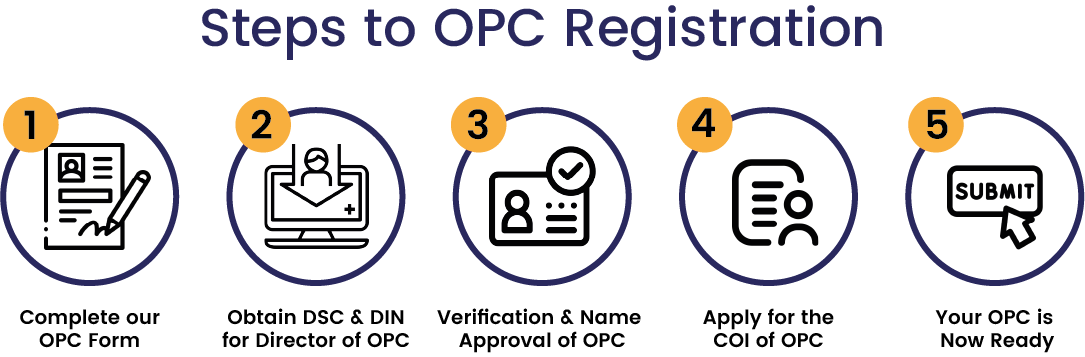 Steps to OPC Registration
1
Complete our
OPC Form
2
Obtain DSC & DIN
for Director of OPC
3
Verification & Name
Approval of OPC
4
Apply for the
COI of OPC
5
SUBMIT
Your OPC is
Now Ready